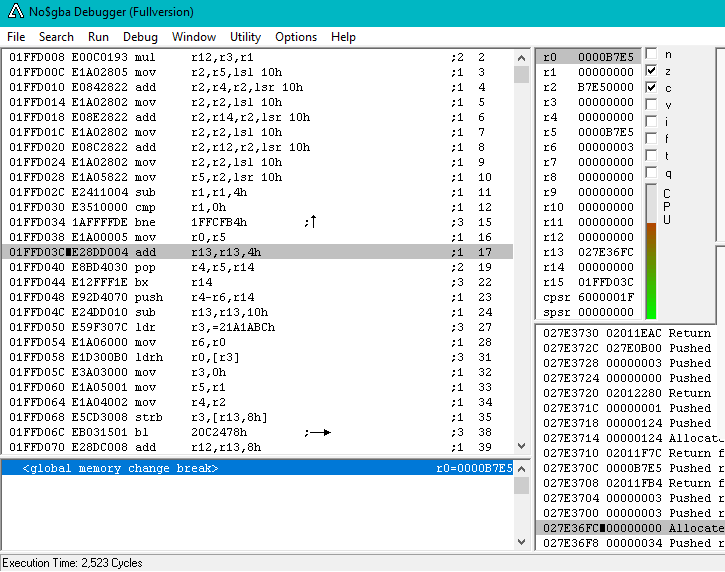 No$gba Debugger (Fullversion)
File Search Run Debug Window Utility Options Help
01FFD008 E00C0193 mul r12,r3,r1 ;2 2
01FFD00C E1A02805 mov r2,r5,lsl 10h ;1 3
01FFD010 E0842822 add r2,r4,r2,lsr 10h ;1 4
01FFD014 E1A02802 mov r2,r2,lsl 10h ;1 5
01FFD018 E08E2822 add r2,r14,r2,lsr 10h ;1 6
01FFD01C E1A02802 mov r2,r2,lsl 10h ;1 7
01FFD020 E08C2822 add r2,r12,r2,lsr 10h ;1 8
01FFD024 E1A02802 mov r2,r2,lsl 10h ;1 9
01FFD028 E1A05822 mov r5,r2,lsr 10h ;1 10
01FFD02C E2411004 sub r1,r1,4h ;1 11
01FFD030 E3510000 cmp r1,0h ;1 12
01FFD034 1AFFFFDE bne 1FFCFB4h ;↑ ;3 15
01FFD038 E1A00005 mov r0,r5 ;1 16
01FFD03C E28DD004 add r13,r13,4h ;1 17
01FFD040 E8BD4030 pop r4,r5,r14 ;2 19
01FFD044 E12FFF1E bx r14 ;3 22
01FFD048 E92D4070 push r4-r6,r14 ;1 23
01FFD04C E24DD010 sub r13,r13,10h ;1 24
01FFD050 E59F307C ldr r3,=21A1ABCh ;3 27
01FFD054 E1A06000 mov r6,r0 ;1 28
01FFD058 E1D300B0 ldrh r0,[r3] ;3 31
01FFD05C E3A03000 mov r3,0h ;1 32
01FFD060 E1A05001 mov r5,r1 ;1 33
01FFD064 E1A04002 mov r4,r2 ;1 34
01FFD068 E5CD3008 strb r3,[r13,8h] ;1 35
01FFD06C EB031501 bl 20C2478h ;→ ;3 38
01FFD070 E28DC008 add r12,r13,8h ;1 39
r0 0000B7E5 n
r1 00000000 z
r2 B7E50000 c
r3 00000000 v
r4 00000000 i
r5 0000B7E5 f
r6 00000003 t
r7 00000000 q
r8 00000000
r9 00000000 C
r10 00000000 P
r11 00000000 U
r12 00000000
r13 027E36FC
r14 00000000
r15 01FFD03C
cpsr 6000001F
spsr 00000000
027E3730 02011EAC Return
027E372C 027E0B00 Pushed
027E3728 00000003 Pushed
027E3724 00000000 Pushed
027E3720 02012280 Return
027E371C 00000001 Pushed
027E3718 00000124 Pushed
027E3714 00000124 Allocate
027E3710 02011F7C Return f
027E370C 0000B7E5 Pushed r
027E3708 02011FB4 Return f
027E3704 00000003 Pushed r
027E3700 00000003 Pushed r
027E36FC 00000000 Allocate
027E36F8 00000034 Pushed r
<global memory change break> r0=0000B7E5
Execution Time: 2,523 Cycles